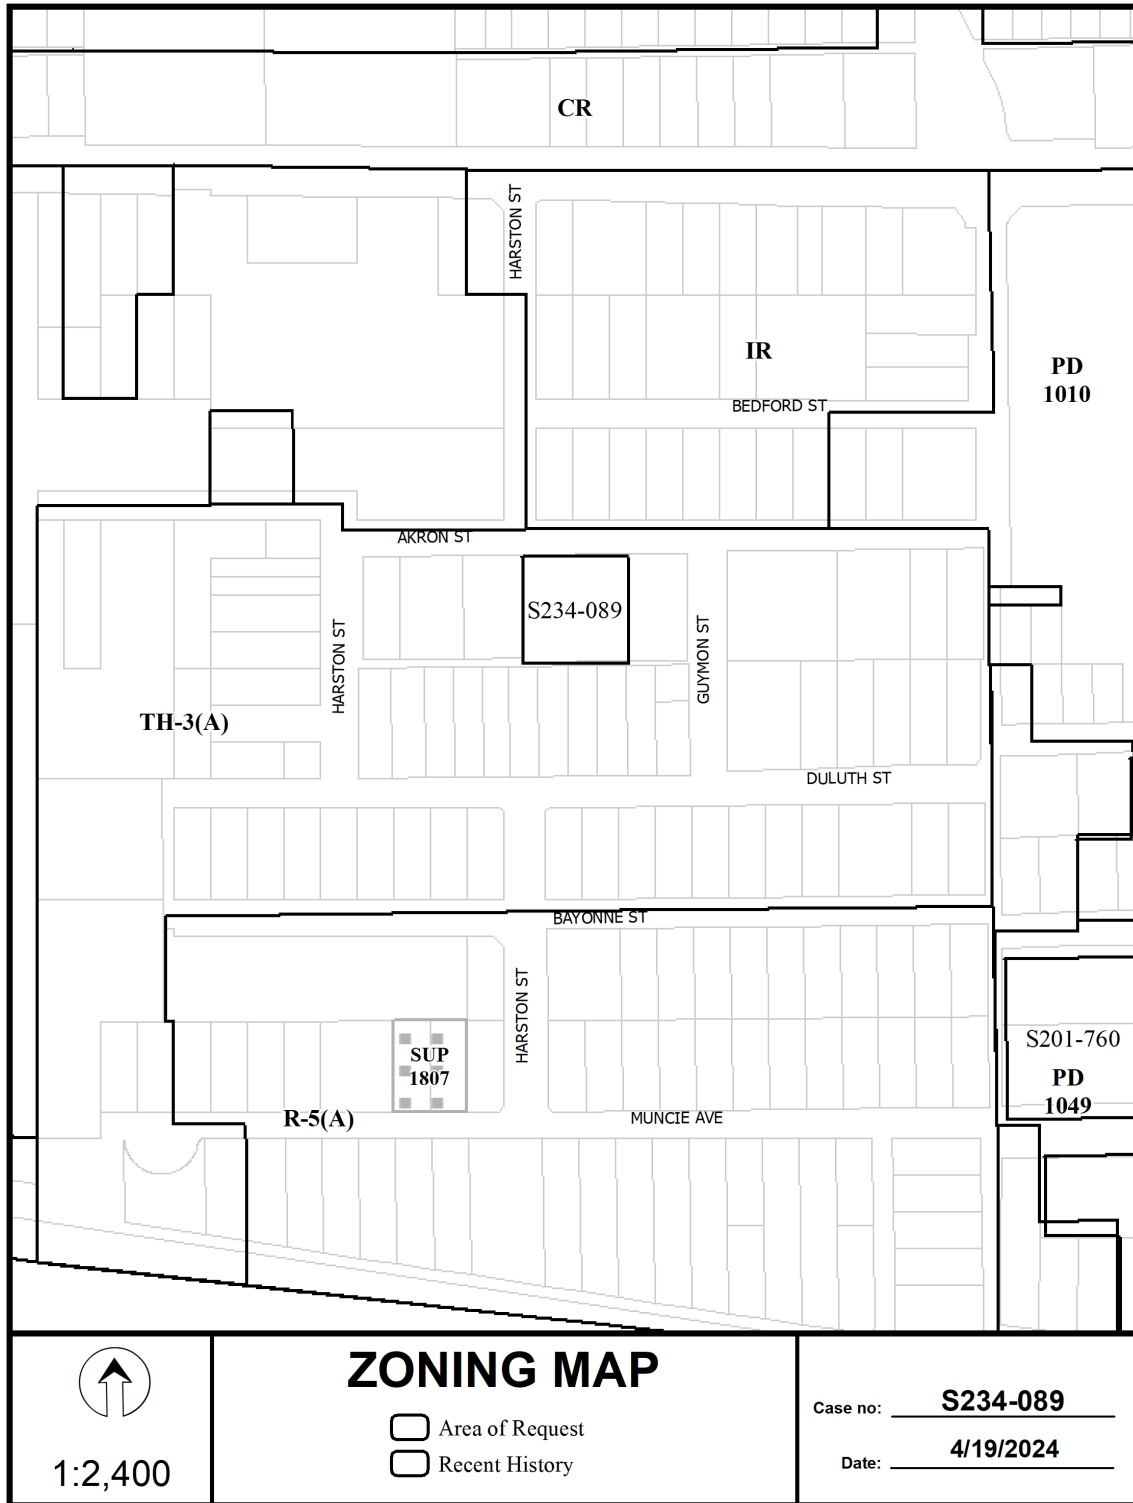 CR
HARSTON ST
IR
PD
1010
BEDFORD ST
AKRON ST
S234-089
HARSTON ST
GUYMON ST
TH-3(A)
DULUTH ST
BAYONNE ST
HARSTON ST
S201-760
SUP
1807
PD
1049
R-5(A)
MUNCIE AVE
ZONING MAP
Area of Request
Recent History
1:2,400
Case no: S234-089
Date: 4/19/2024